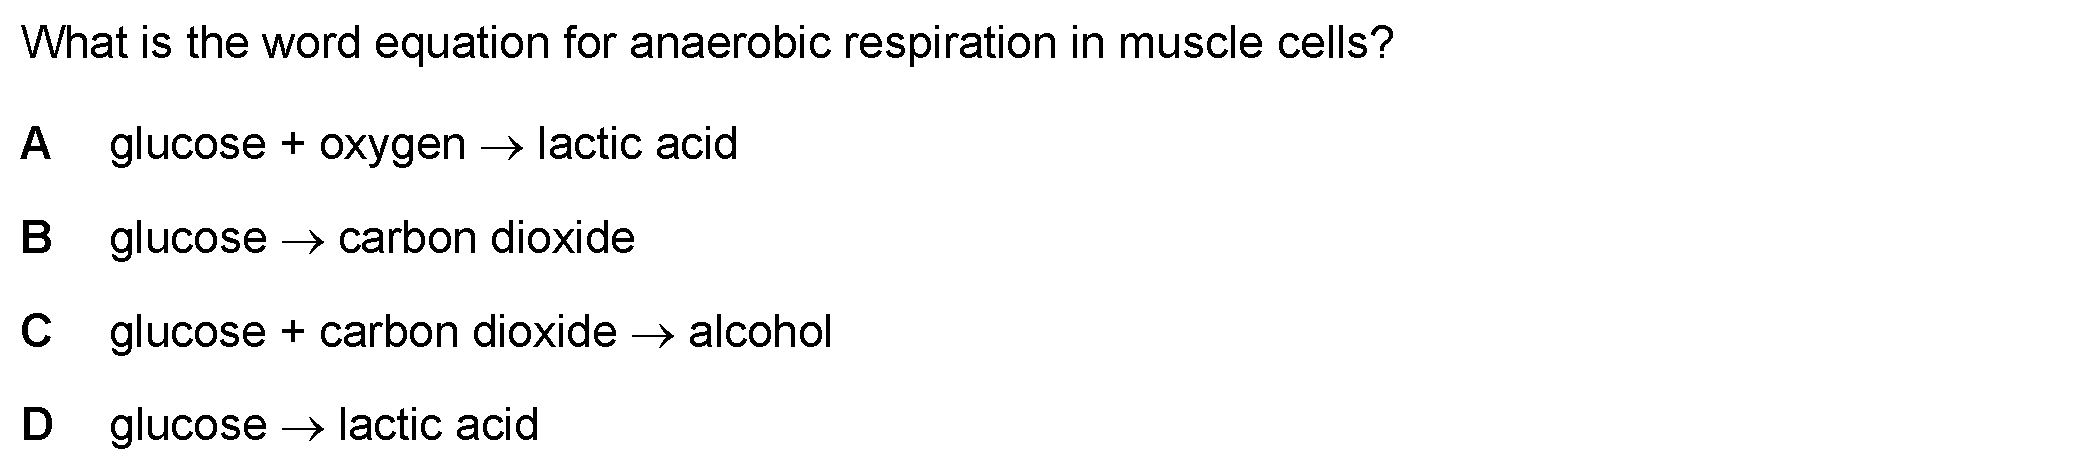 What is the word equation for anaerobic respiration in muscle cells?
A glucose + oxygen → lactic acid
B glucose → carbon dioxide
C glucose + carbon dioxide → alcohol
D glucose → lactic acid